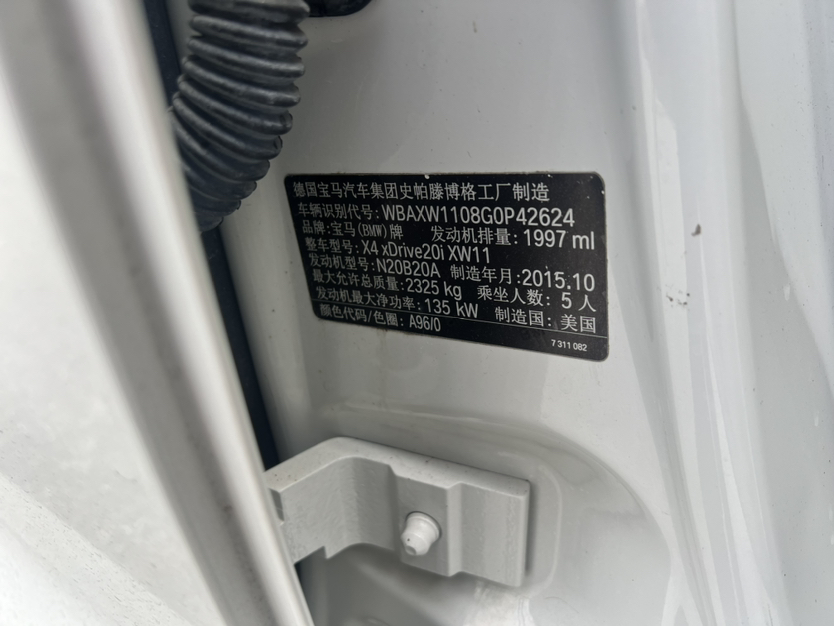 德国宝马汽车集团史帕滕博格工厂制造
车辆识别代号: WBAXW1108G0P42624
品牌: 宝马(BMW)牌 发动机排量: 1997 ml
整车型号: X4 xDrive20i XW11
发动机型号: N20B20A 制造年月: 2015.10
最大允许总质量: 2325 kg 乘坐人数: 5 人
发动机最大净功率: 135 kW 制造国: 美国
颜色代码/色圈: A96/0
7 311 082